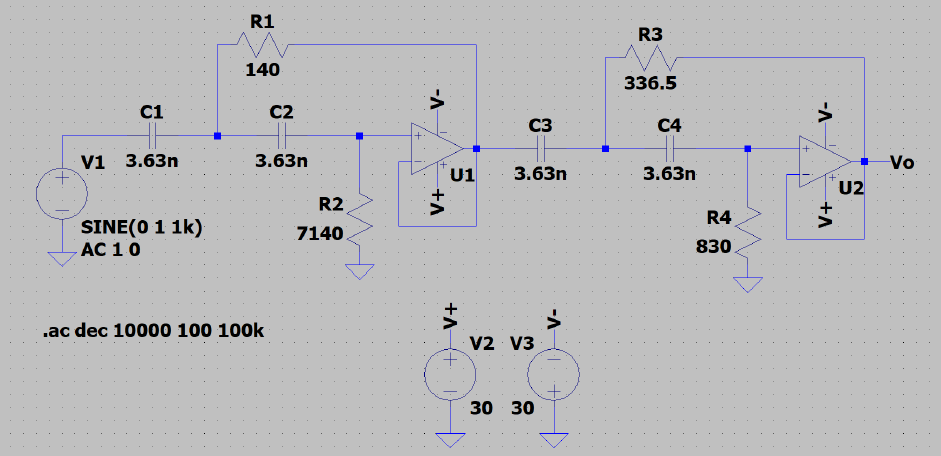 R1
140
R3
336.5
V-
V-
C1
C2
C3
C4
+
-
+
-
V1
3.63n
3.63n
U1
3.63n
3.63n
U2
Vo
V+
V+
R2
7140
R4
830
SINE(0 1 1k)
AC 1 0
.ac dec 10000 100 100k
V+
V-
V2
V3
30
30